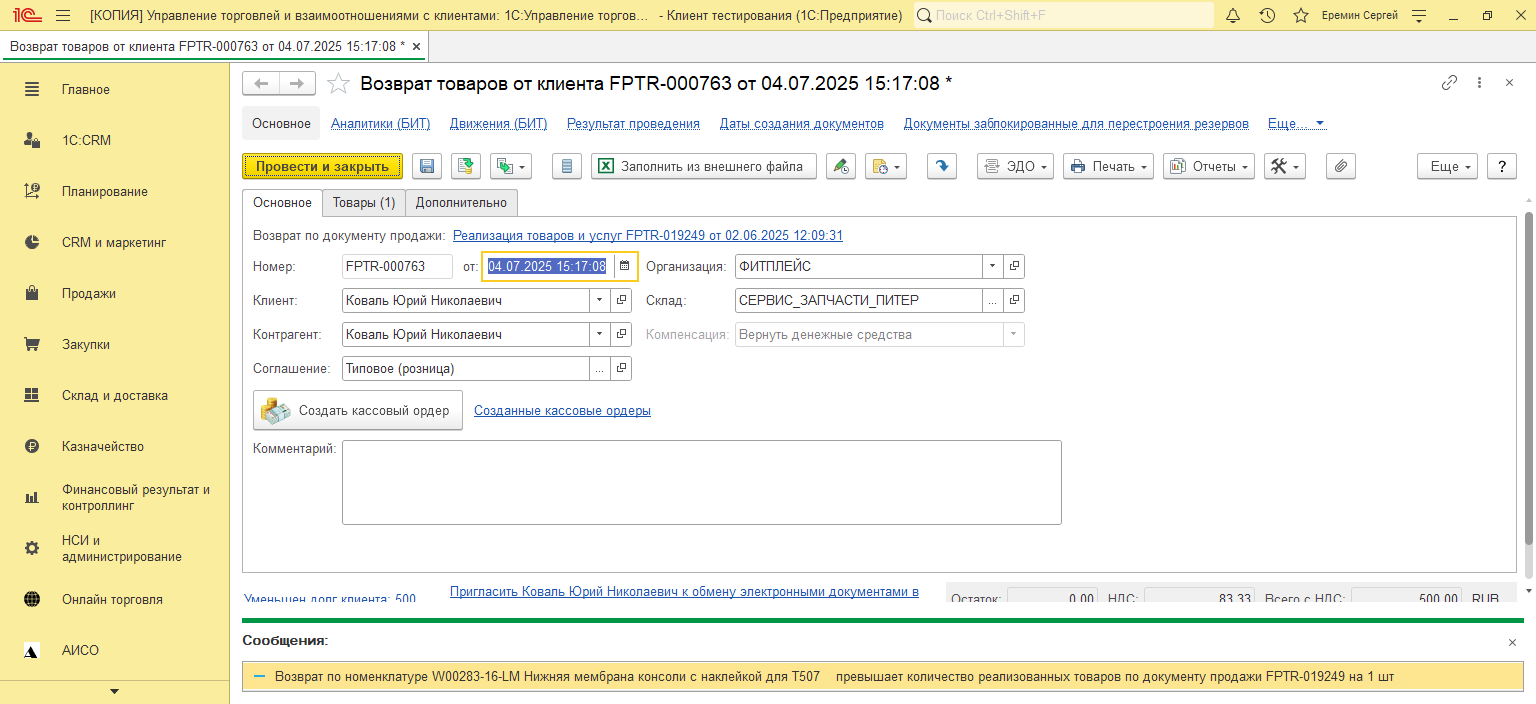 1С [КОПИЯ] Управление торговлей и взаимоотношениями с клиентами: 1С:Управление торгов... - Клиент тестирования (1С:Предприятие) Поиск Ctrl+Shift+F Еремин Сергей
Возврат товаров от клиента FPTR-000763 от 04.07.2025 15:17:08 * ×
Главное
1С:CRM
Планирование
CRM и маркетинг
Продажи
Закупки
Склад и доставка
Казначейство
Финансовый результат и
контроллинг
НСИ и
администрирование
Онлайн торговля
АИСО
Возврат товаров от клиента FPTR-000763 от 04.07.2025 15:17:08 *
Основное Аналитики (БИТ) Движения (БИТ) Результат проведения Даты создания документов Документы заблокированные для перестроения резервов Еще...
Провести и закрыть Заполнить из внешнего файла ЭДО Печать Отчеты Еще ?
Основное Товары (1) Дополнительно
Возврат по документу продажи: Реализация товаров и услуг FPTR-019249 от 02.06.2025 12:09:31
Номер: FPTR-000763 от: 04.07.2025 15:17:08 Организация: ФИТПЛЕЙС
Клиент: Коваль Юрий Николаевич Склад: СЕРВИС_ЗАПЧАСТИ_ПИТЕР ...
Контрагент: Коваль Юрий Николаевич Компенсация: Вернуть денежные средства
Соглашение: Типовое (розница) ...
Создать кассовый ордер Созданные кассовые ордеры
Комментарий:
Уменьшен долг клиента: 500 Пригласить Коваль Юрий Николаевич к обмену электронными документами в Остаток: 0,00 НДС: 83,33 Всего с НДС: 500,00 RUB
Сообщения:
Возврат по номенклатуре W00283-16-LM Нижняя мембрана консоли с наклейкой для T507 превышает количество реализованных товаров по документу продажи FPTR-019249 на 1 шт